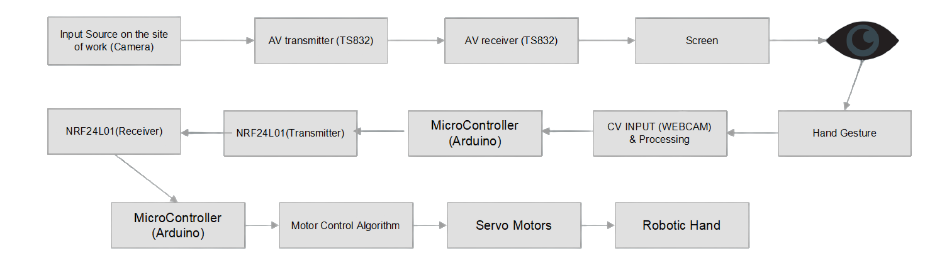 Input Source on the site
of work (Camera)
AV transmitter (TS832)
AV receiver (TS832)
Screen
NRF24L01(Receiver)
NRF24L01(Transmitter)
MicroController
(Arduino)
CV INPUT (WEBCAM)
& Processing
Hand Gesture
MicroController
(Arduino)
Motor Control Algorithm
Servo Motors
Robotic Hand